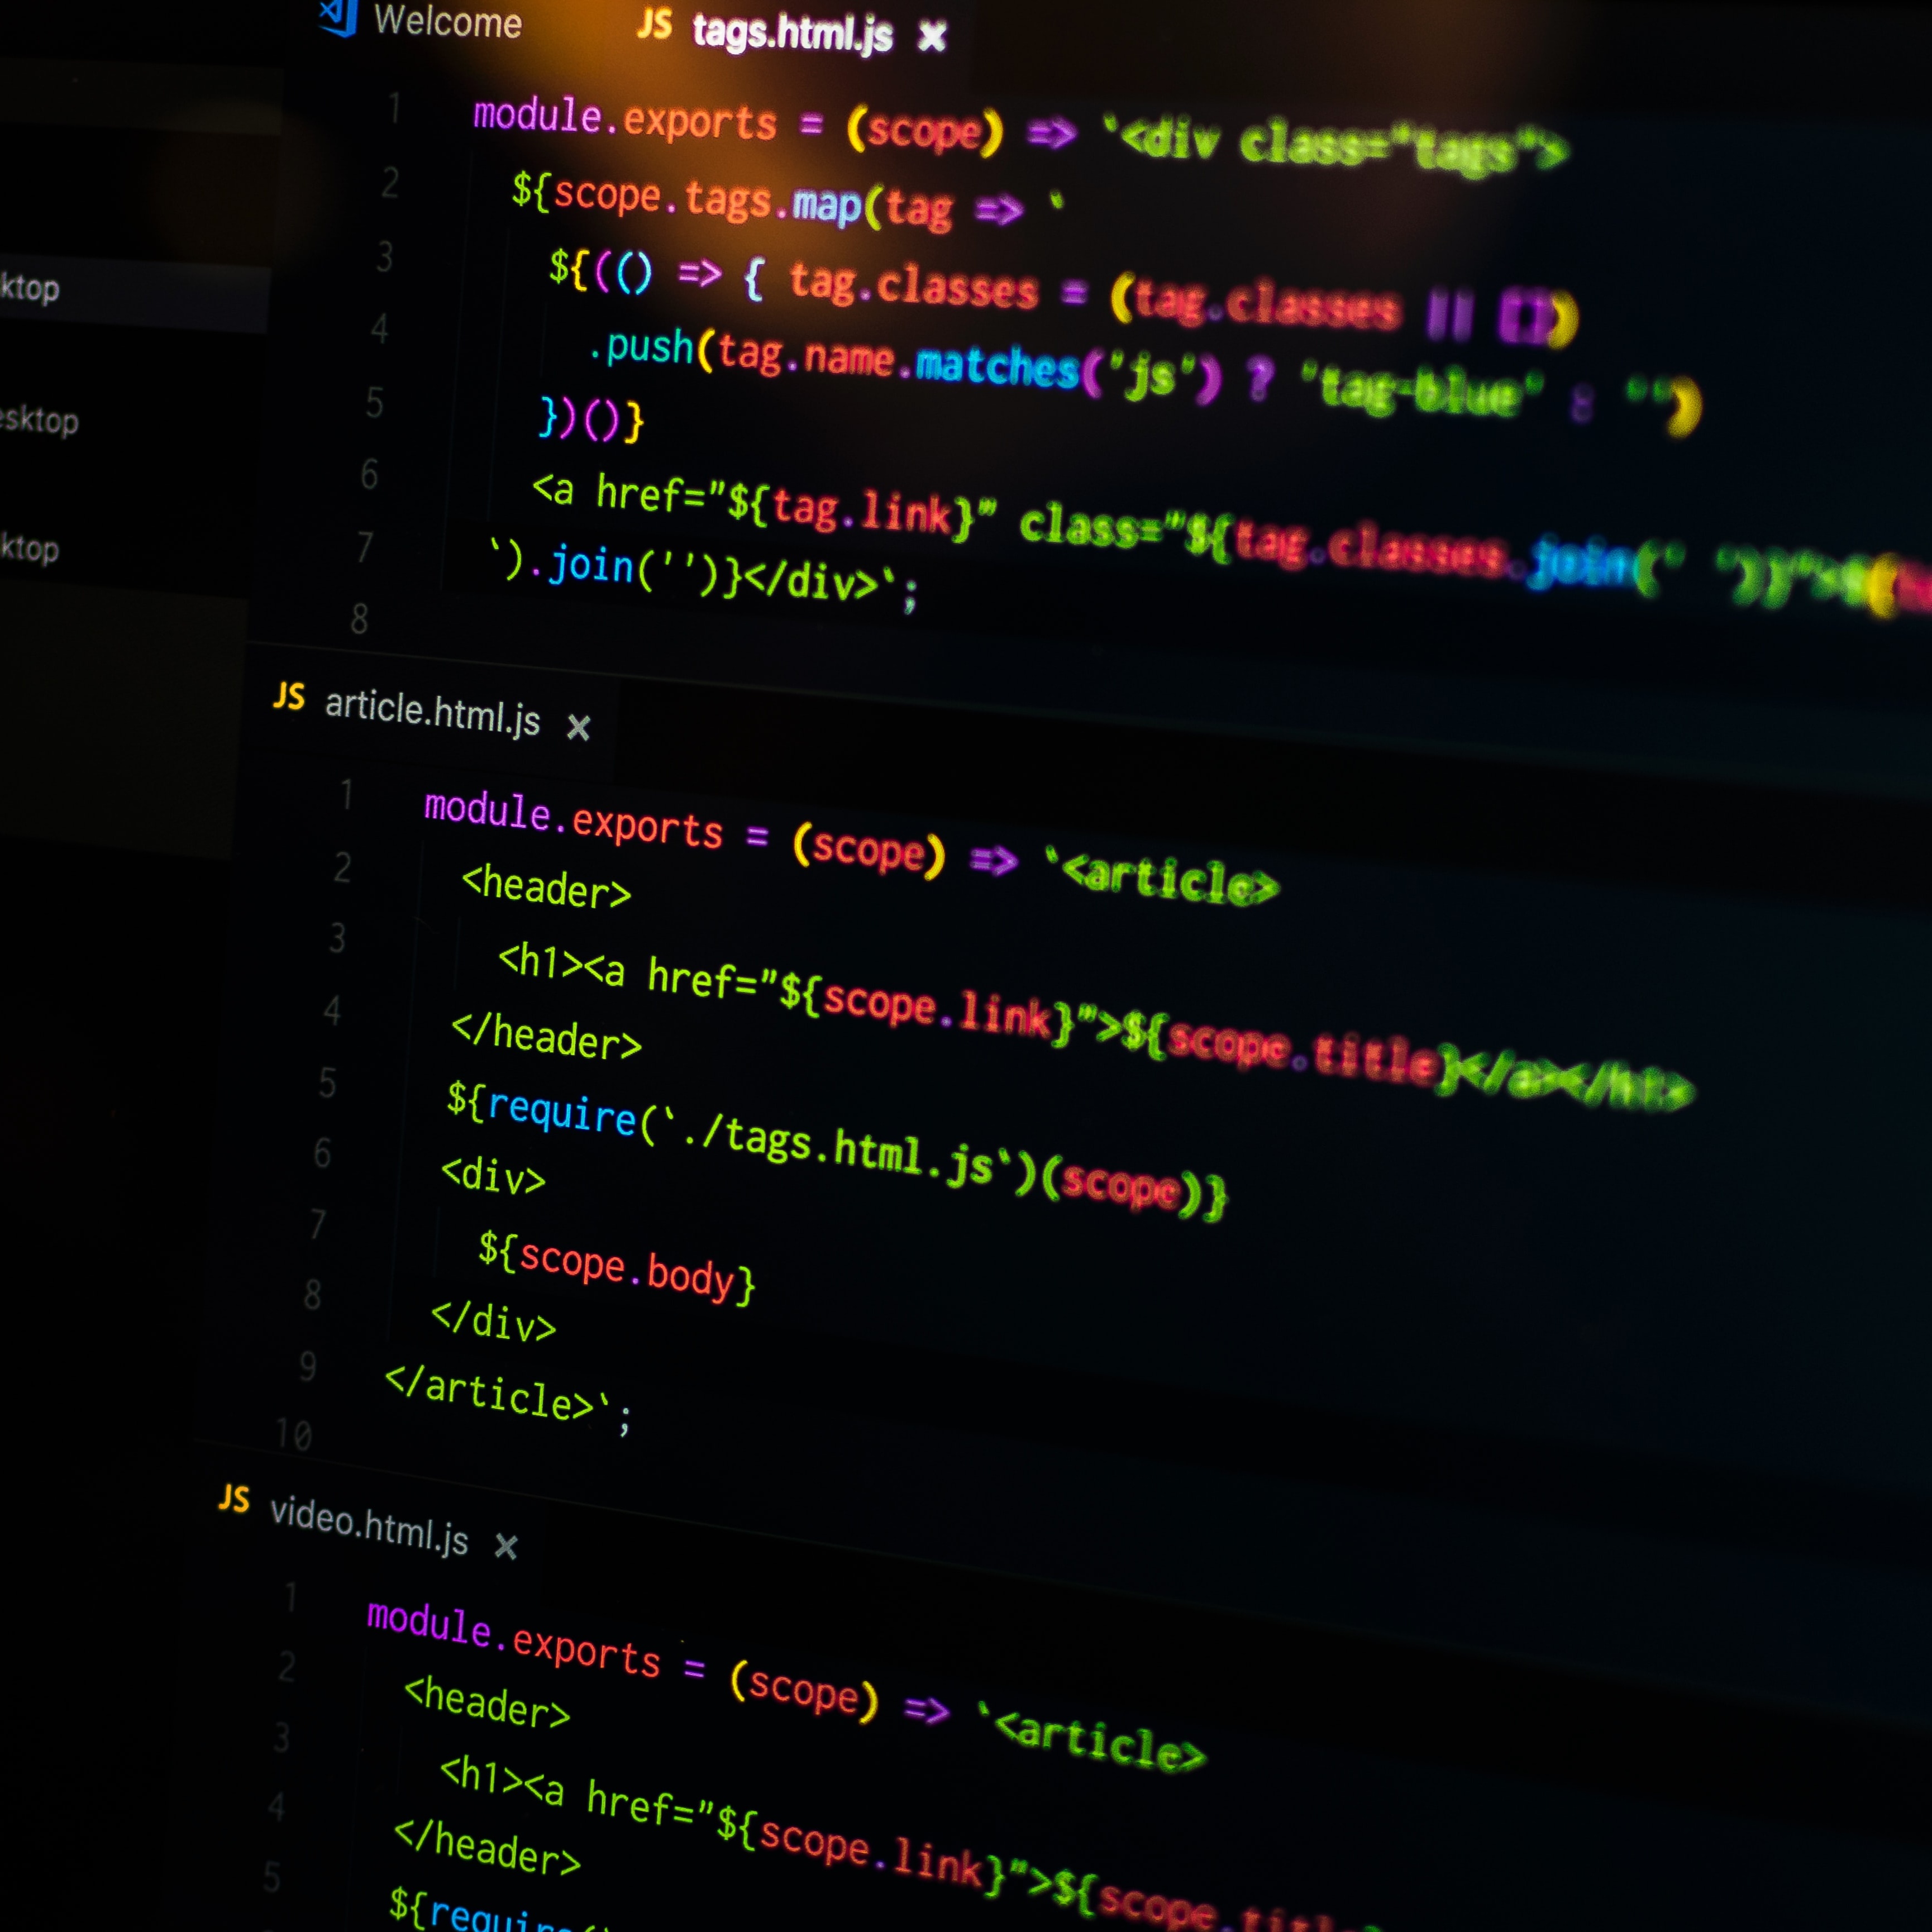 Welcome JS tags.html.js ×
1 module.exports = (scope) => `<div class="tags">
2 ${scope.tags.map(tag => `
3 ${(() => { tag.classes = (tag.classes || [])
4 .push(tag.name.matches('js') ? 'tag-blue' : '')
5 })()}
6 <a href="${tag.link}" class="${tag.classes.join(' ')}">${
7 `).join('')}</div>`;
8
ktop
esktop
ktop
JS article.html.js ×
1 module.exports = (scope) => `<article>
2 <header>
3 <h1><a href="${scope.link}">${scope.title}</a></h1>
4 </header>
5 ${require(`./tags.html.js`)(scope)}
6 <div>
7 ${scope.body}
8 </div>
9 </article>`;
10
JS video.html.js ×
1 module.exports = (scope) => `<article>
2 <header>
3 <h1><a href="${scope.link}">${scope.title}
4 </header>
5 ${require(`